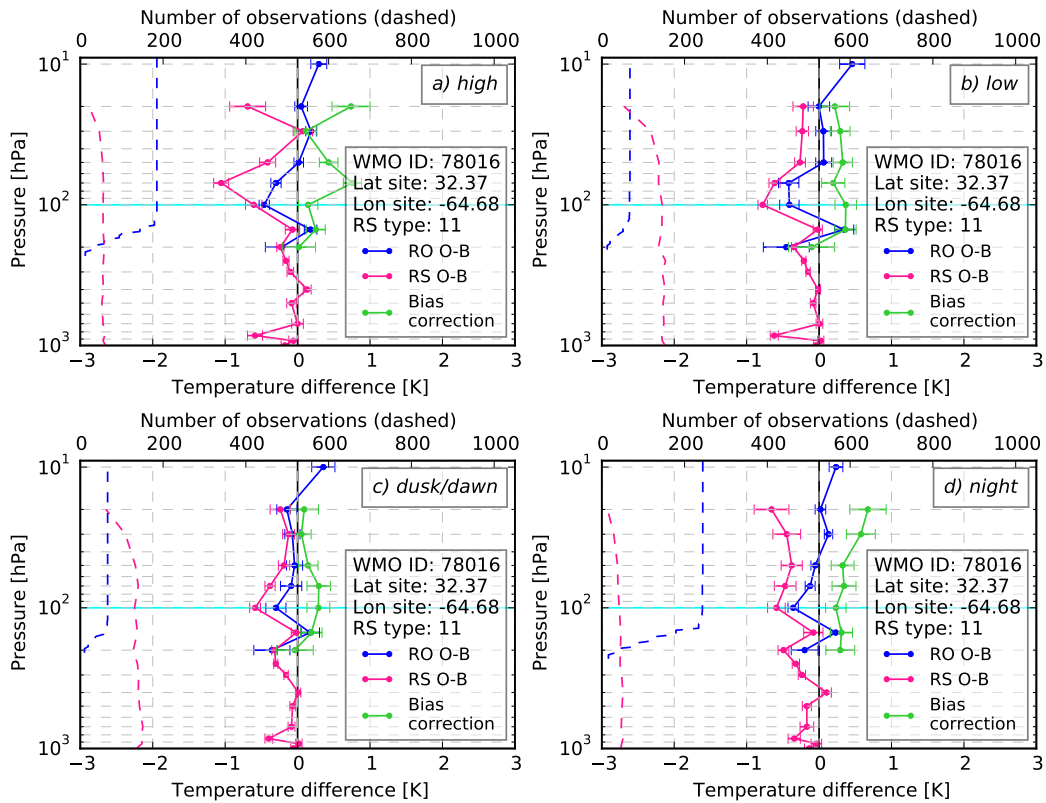 Number of observations (dashed)
0 200 400 600 800 1000
10^1
10^2
10^3
Pressure [hPa]
a) high
WMO ID: 78016
Lat site: 32.37
Lon site: -64.68
RS type: 11
RO O-B
RS O-B
Bias
correction
−3 −2 −1 0 1 2 3
Temperature difference [K]
Number of observations (dashed)
0 200 400 600 800 1000
10^1
10^2
10^3
Pressure [hPa]
b) low
WMO ID: 78016
Lat site: 32.37
Lon site: -64.68
RS type: 11
RO O-B
RS O-B
Bias
correction
−3 −2 −1 0 1 2 3
Temperature difference [K]
Number of observations (dashed)
0 200 400 600 800 1000
10^1
10^2
10^3
Pressure [hPa]
c) dusk/dawn
WMO ID: 78016
Lat site: 32.37
Lon site: -64.68
RS type: 11
RO O-B
RS O-B
Bias
correction
−3 −2 −1 0 1 2 3
Temperature difference [K]
Number of observations (dashed)
0 200 400 600 800 1000
10^1
10^2
10^3
Pressure [hPa]
d) night
WMO ID: 78016
Lat site: 32.37
Lon site: -64.68
RS type: 11
RO O-B
RS O-B
Bias
correction
−3 −2 −1 0 1 2 3
Temperature difference [K]